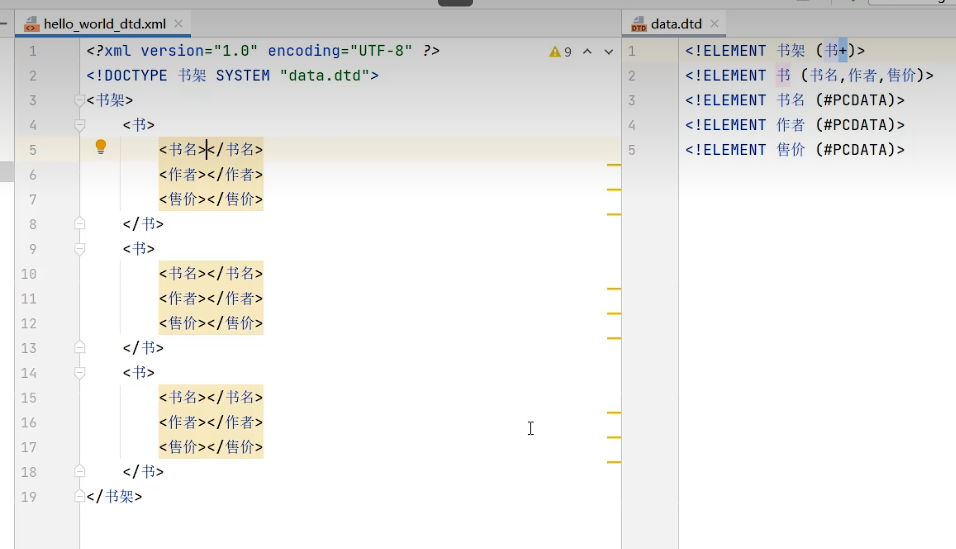 hello_world_dtd.xml
data.dtd
9
1 <?xml version="1.0" encoding="UTF-8" ?>
2 <!DOCTYPE 书架 SYSTEM "data.dtd">
3 <书架>
4 <书>
5 <书名></书名>
6 <作者></作者>
7 <售价></售价>
8 </书>
9 <书>
10 <书名></书名>
11 <作者></作者>
12 <售价></售价>
13 </书>
14 <书>
15 <书名></书名>
16 <作者></作者>
17 <售价></售价>
18 </书>
19 </书架>
1 <!ELEMENT 书架 (书+)>
2 <!ELEMENT 书 (书名,作者,售价)>
3 <!ELEMENT 书名 (#PCDATA)>
4 <!ELEMENT 作者 (#PCDATA)>
5 <!ELEMENT 售价 (#PCDATA)>